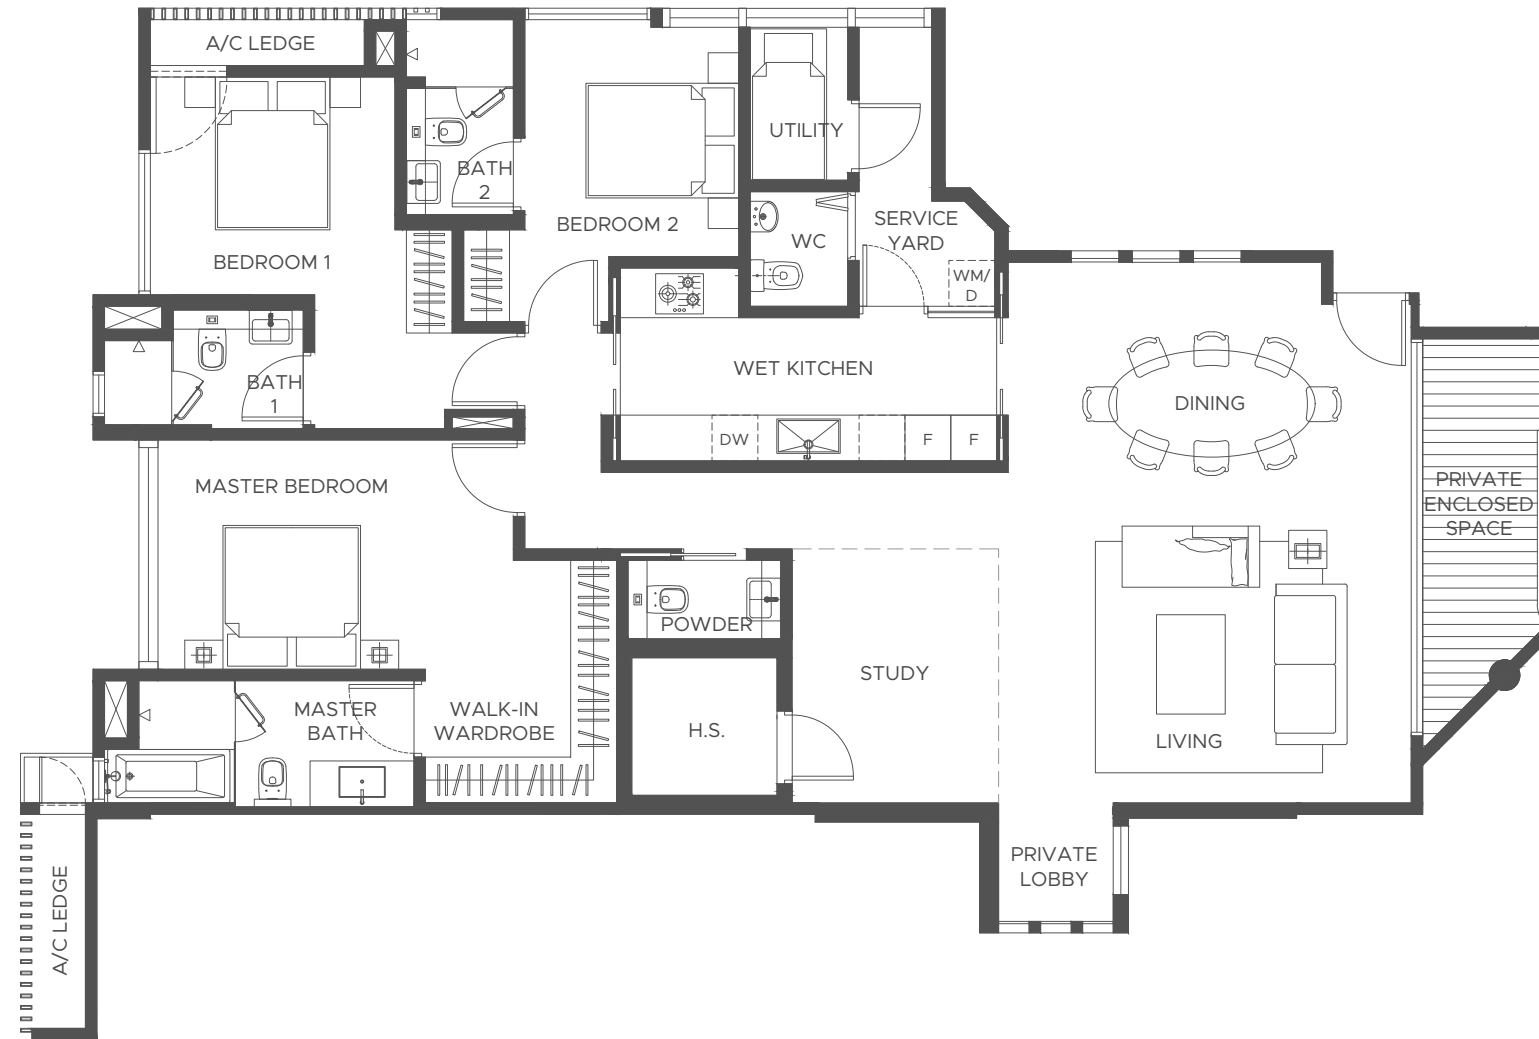 A/C LEDGE
UTILITY
BATH
2
BEDROOM 2
SERVICE
YARD
WC
BEDROOM 1
WM/
D
WET KITCHEN
BATH
1
DINING
DW
F
F
MASTER BEDROOM
PRIVATE
ENCLOSED
SPACE
POWDER
STUDY
MASTER
BATH
WALK-IN
WARDROBE
H.S.
LIVING
PRIVATE
LOBBY
A/C LEDGE